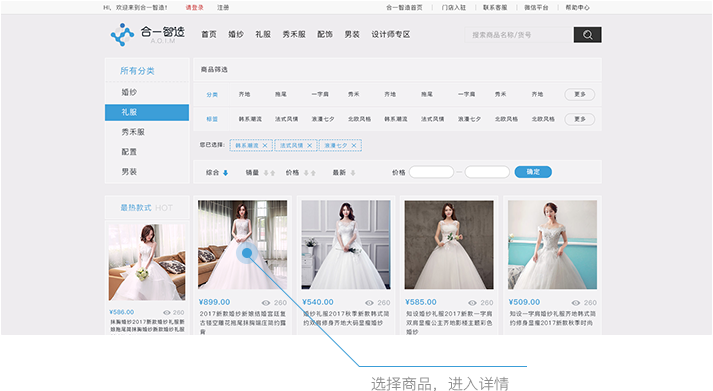 Hi，欢迎来到合一智造！ 请登录 注册 合一智造首页 门店入驻 联系客服 微信平台 帮助中心
合一智造 首页 婚纱 礼服 秀禾服 配饰 男装 设计师专区 搜索商品名称/货号
A.D.I.M
所有分类
婚纱
礼服
秀禾服
配置
男装
商品筛选
分类 齐地 拖尾 一字肩 秀禾 齐地 拖尾 一字肩 秀禾 齐地 更多
标签 韩系潮流 法式风情 浪漫七夕 北欧风格 韩系潮流 法式风情 浪漫七夕 北欧风格 北欧风格 更多
您已选择： 韩系潮流 × 法式风情 × 浪漫七夕 ×
综合 销量 价格 最新 价格 — 确定
最热款式 HOT
¥586.00 260
抹胸婚纱2017新款婚纱礼服新
娘拖尾蓬抹胸婚纱新款婚纱礼服
¥899.00 260
2017新款婚纱新娘结婚宫廷复
古镂空雕花拖尾抹胸镶庄简约露
背
¥540.00 260
婚纱礼服2017秋季新款韩式简
约双肩修身齐地大码显瘦婚纱
¥585.00 260
知设婚纱礼服2017新款一字肩
双肩显瘦公主齐地影楼主题彩色
婚纱
¥509.00 260
知设一字肩婚纱礼服齐地韩式简
约修身显瘦2017新款秋季时尚
选择商品，进入详情